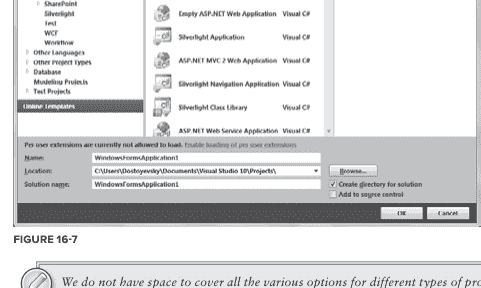 SharePoint
Silverlight
Test
WCF
Workflow
Other Languages
Other Project Types
Database
Modeling Projects
Test Projects
Online Templates
Empty ASP.NET Web Application Visual C#
Silverlight Application Visual C#
ASP.NET MVC 2 Web Application Visual C#
Silverlight Navigation Application Visual C#
Silverlight Class Library Visual C#
ASP.NET Web Service Application Visual C#
Per user extensions are currently not allowed to load. Enable loading of per user extensions
Name: WindowsFormsApplication1
Location: C:\Users\Dostoyevsky\Documents\Visual Studio 10\Projects\ Browse...
Solution name: WindowsFormsApplication1 Create directory for solution
Add to source control
OK Cancel
FIGURE 16-7
We do not have space to cover all the various options for different types of pro